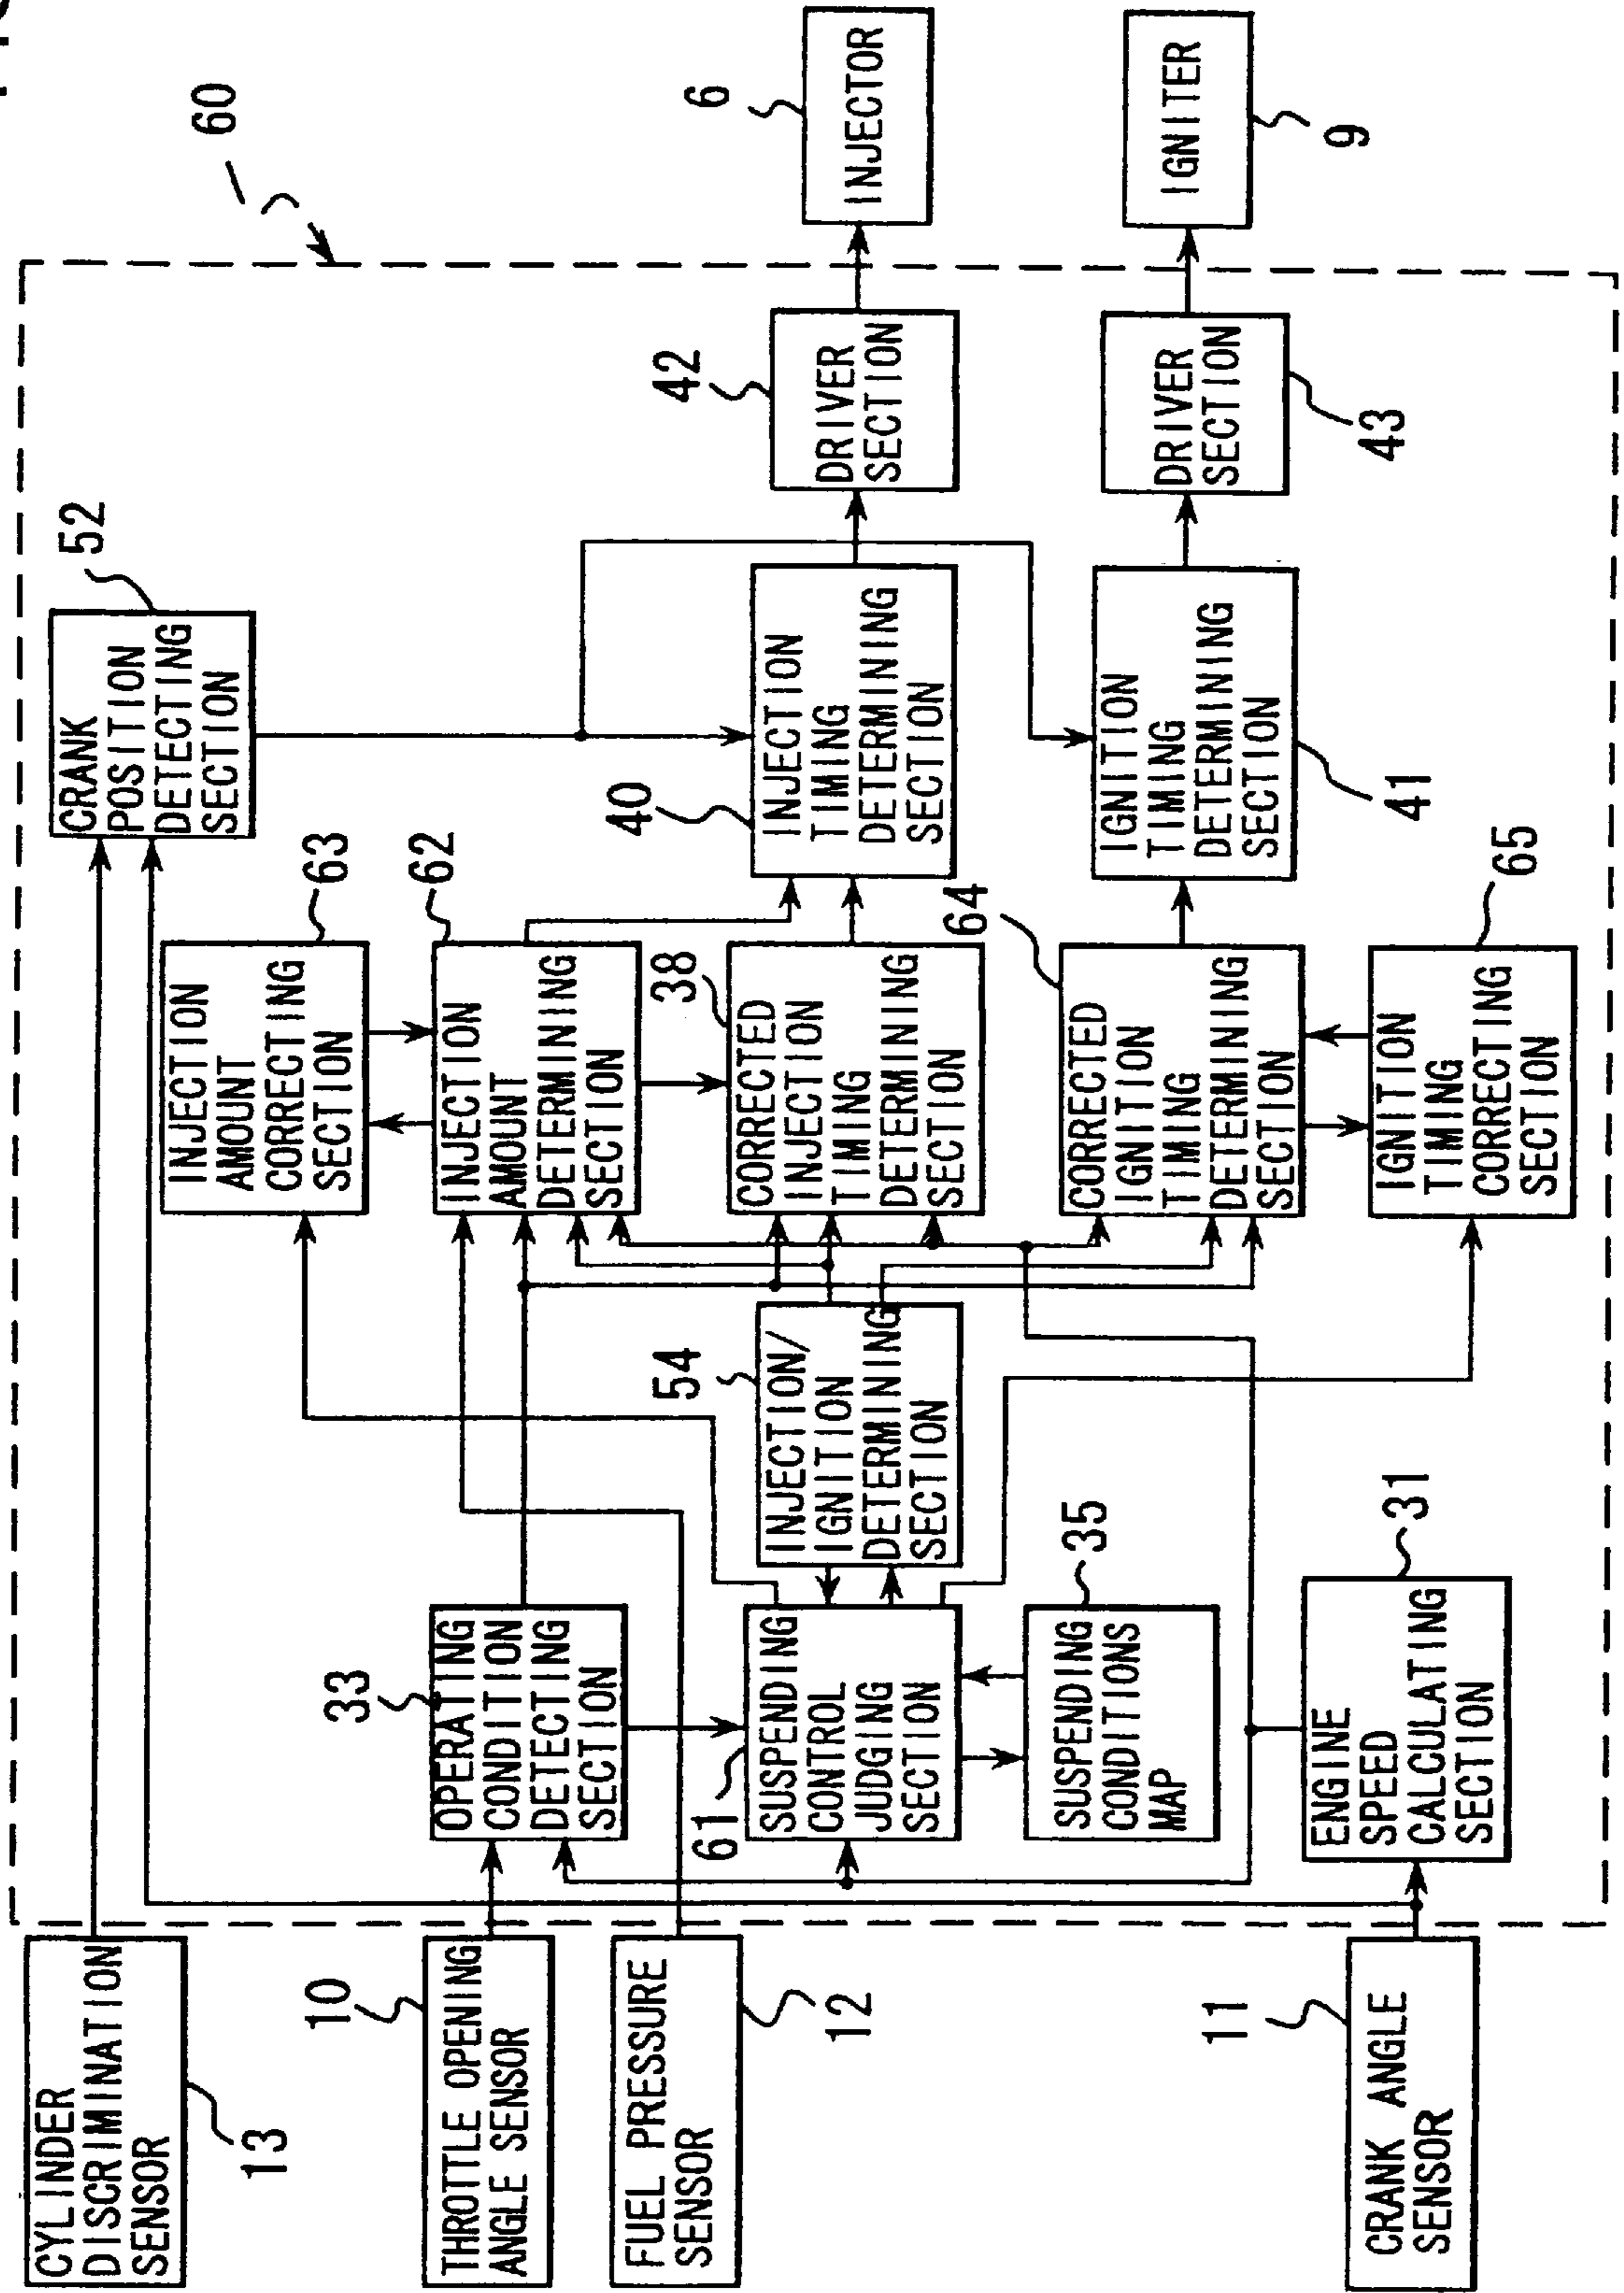 60
CYLINDER
DISCRIMINATION
SENSOR
13
THROTTLE OPENING
ANGLE SENSOR
10
FUEL PRESSURE
SENSOR
12
CRANK ANGLE
SENSOR
11
OPERATING
CONDITION
DETECTING
SECTION
33
SUSPENDING
CONTROL
JUDGING
SECTION
61
SUSPENDING
CONDITIONS
MAP
35
ENGINE
SPEED
CALCULATING
SECTION
31
INJECTION/
IGNITION
DETERMINING
SECTION
54
INJECTION
AMOUNT
CORRECTING
SECTION
63
INJECTION
AMOUNT
DETERMINING
SECTION
62
CORRECTED
INJECTION
TIMING
DETERMINING
SECTION
38
CORRECTED
IGNITION
TIMING
DETERMINING
SECTION
64
IGNITION
TIMING
CORRECTING
SECTION
65
CRANK
POSITION
DETECTING
SECTION
52
INJECTION
TIMING
DETERMINING
SECTION
40
IGNITION
TIMING
DETERMINING
SECTION
41
DRIVER
SECTION
42
DRIVER
SECTION
43
INJECTOR
6
IGNITER
9